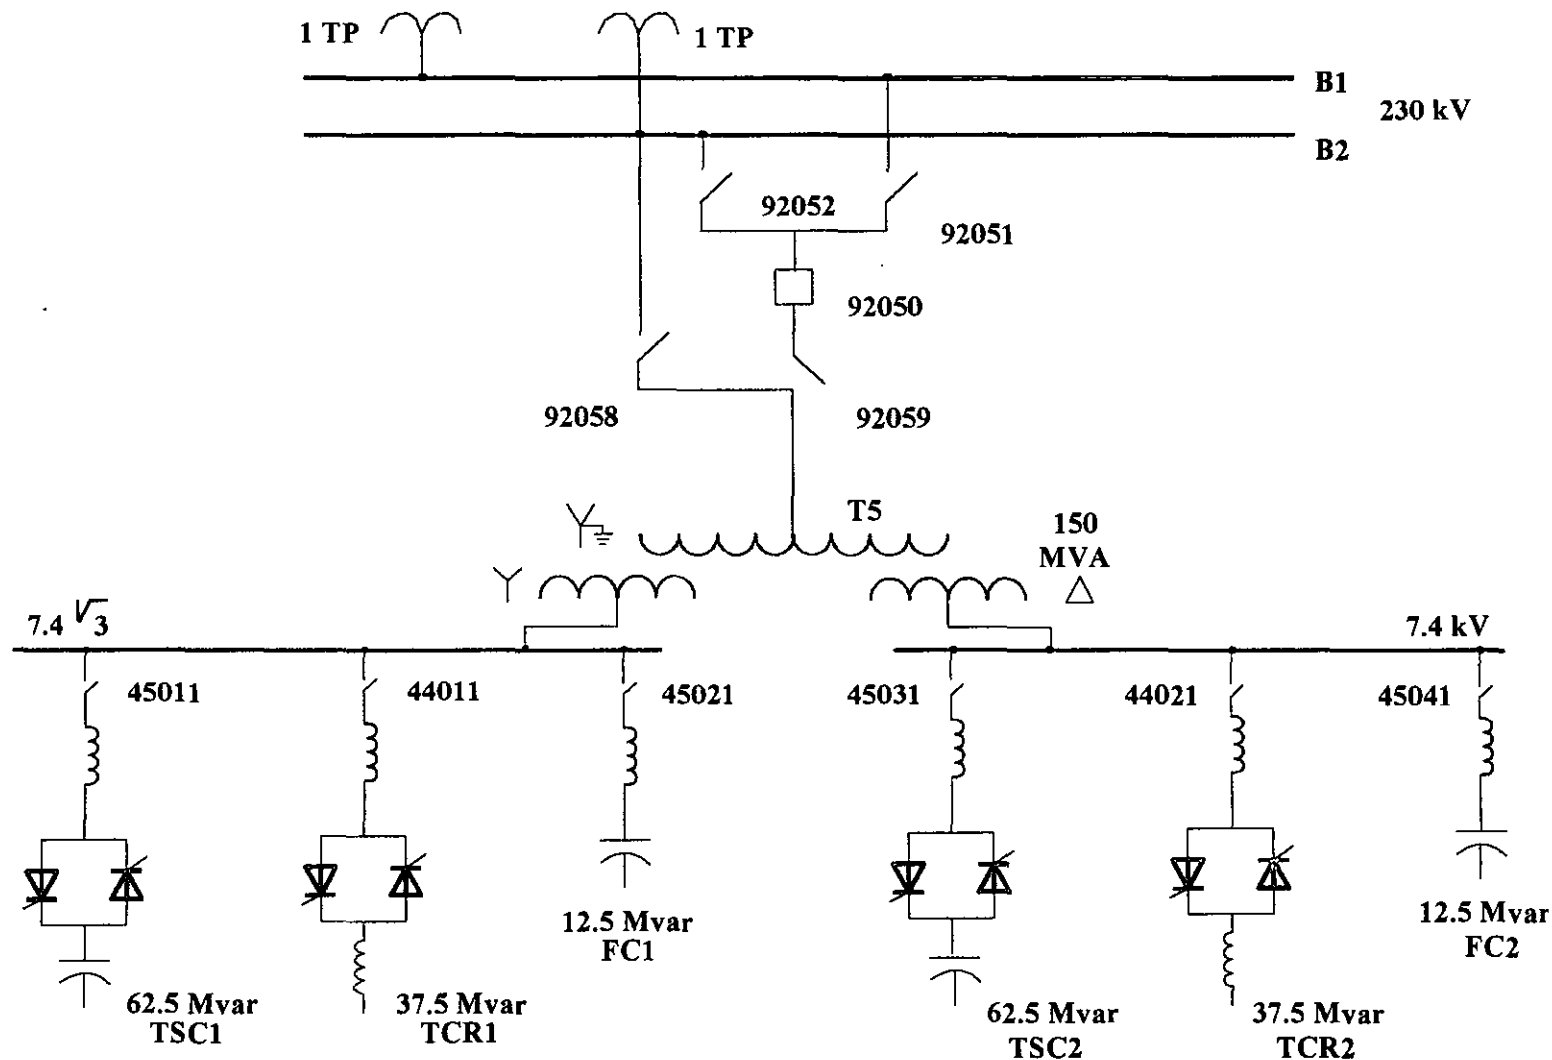 1 TP
1 TP
B1
230 kV
B2
92052
92051
92050
92058
92059
T5
150
MVA
7.4 √3
7.4 kV
45011
44011
45021
45031
44021
45041
12.5 Mvar
FC1
12.5 Mvar
FC2
62.5 Mvar
TSC1
37.5 Mvar
TCR1
62.5 Mvar
TSC2
37.5 Mvar
TCR2